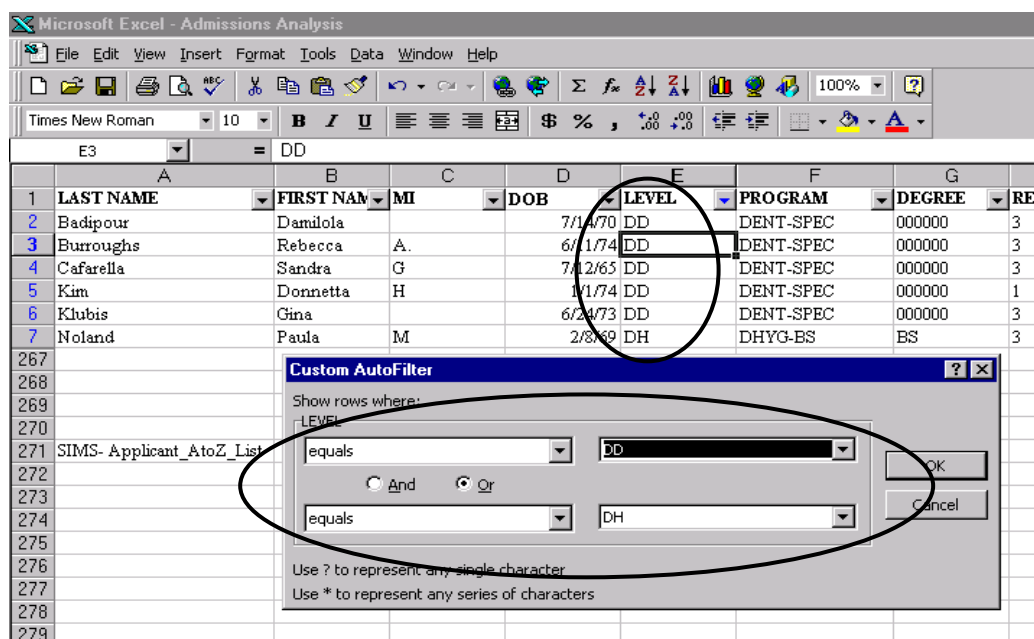 Microsoft Excel - Admissions Analysis
File Edit View Insert Format Tools Data Window Help
ABC Σ fx A Z Z A 100% ?
Times New Roman 10 B I U $ % , .0 .00 .00 .0 A
E3 = DD
A B C D E F G
1 LAST NAME FIRST NAM MI DOB LEVEL PROGRAM DEGREE RE
2 Badipour Damilola 7/14/70 DD DENT-SPEC 000000 3
3 Burroughs Rebecca A. 6/11/74 DD DENT-SPEC 000000 3
4 Cafarella Sandra G 7/12/65 DD DENT-SPEC 000000 3
5 Kim Donnetta H 1/1/74 DD DENT-SPEC 000000 1
6 Klubis Gina 6/24/73 DD DENT-SPEC 000000 3
7 Noland Paula M 2/8/69 DH DHYG-BS BS 3
267
268
269
270
271 SIMS- Applicant_AtoZ_List
272
273
274
275
276
277
278
279
Custom AutoFilter ? X
Show rows where:
LEVEL
equals DD OK
And Or
Cancel
equals DH
Use ? to represent any single character
Use * to represent any series of characters